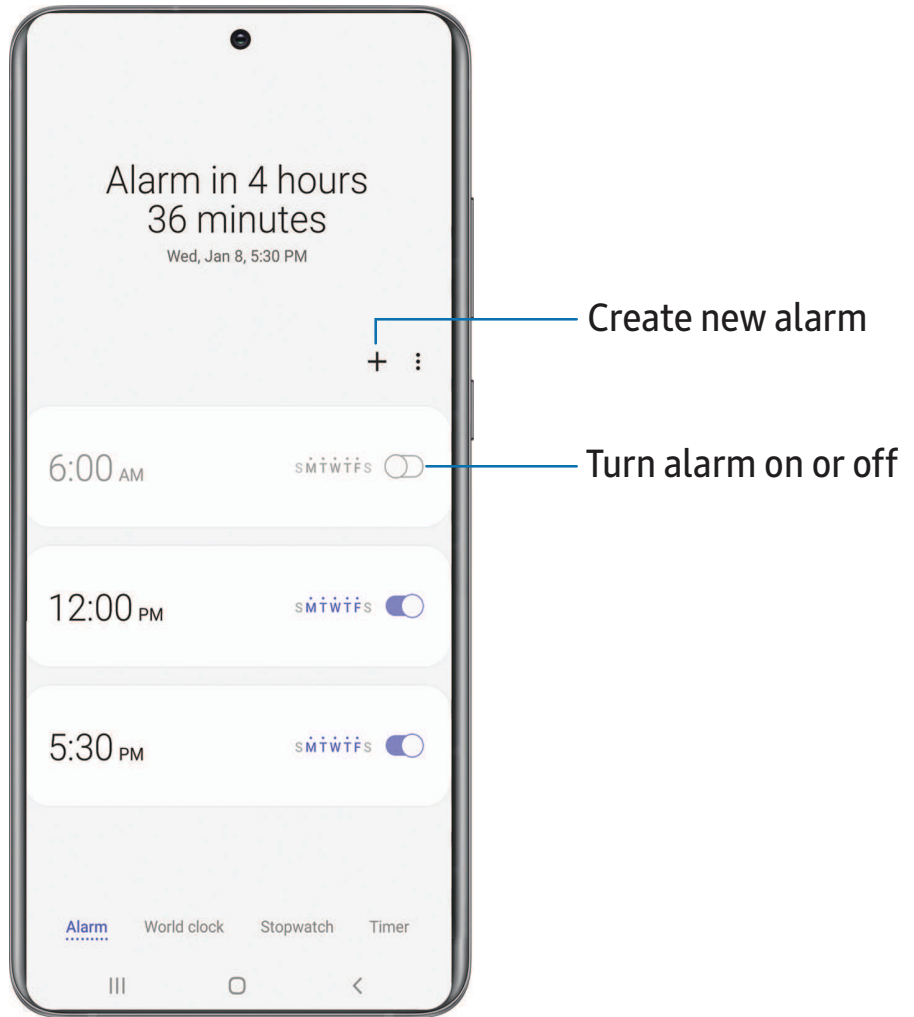 Alarm in 4 hours
36 minutes
Wed, Jan 8, 5:30 PM
Create new alarm
6:00 AM SMTWTFS
Turn alarm on or off
12:00 PM SMTWTFS
5:30 PM SMTWTFS
Alarm World clock Stopwatch Timer